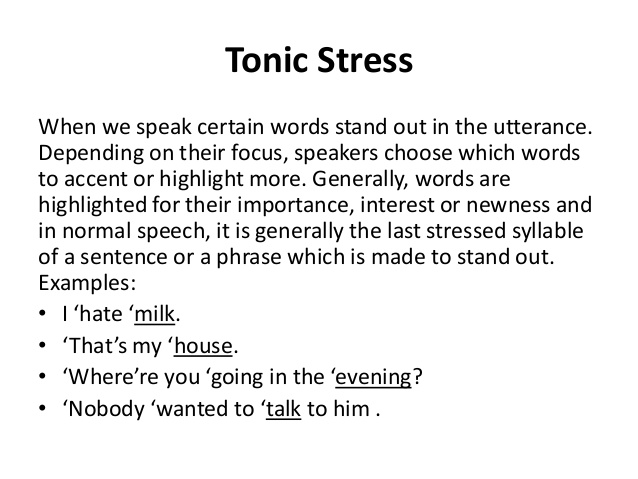 Tonic Stress
When we speak certain words stand out in the utterance.
Depending on their focus, speakers choose which words
to accent or highlight more. Generally, words are
highlighted for their importance, interest or newness and
in normal speech, it is generally the last stressed syllable
of a sentence or a phrase which is made to stand out.
Examples:
• I ‘hate ‘milk.
• ‘That’s my ‘house.
• ‘Where’re you ‘going in the ‘evening?
• ‘Nobody ‘wanted to ‘talk to him .